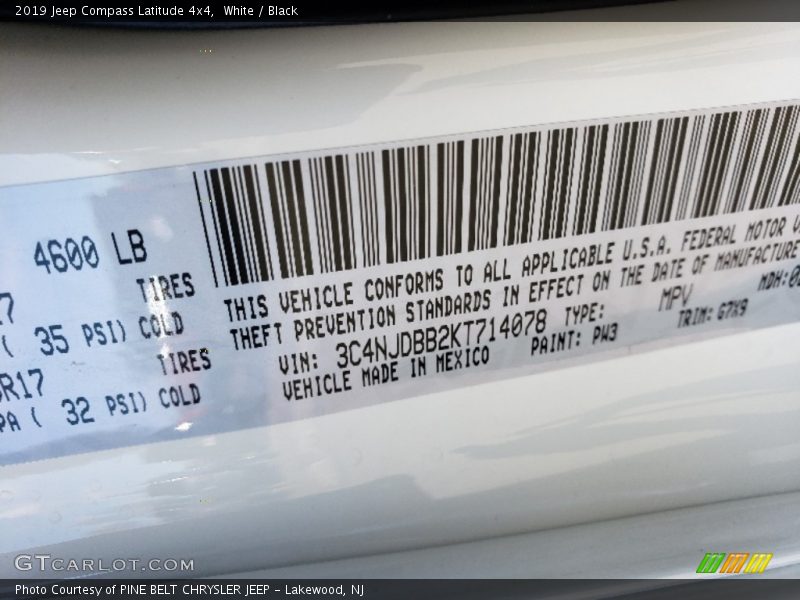 2019 Jeep Compass Latitude 4x4, White / Black
4600 LB
TIRES
( 35 PSI) COLD
R17 TIRES
PA ( 32 PSI) COLD
THIS VEHICLE CONFORMS TO ALL APPLICABLE U.S.A. FEDERAL MOTOR V
THEFT PREVENTION STANDARDS IN EFFECT ON THE DATE OF MANUFACTURE
VIN: 3C4NJDBB2KT714078 TYPE: MPV MDH:
VEHICLE MADE IN MEXICO PAINT: PW3 TRIM: G7X9
GTCARLOT.COM
Photo Courtesy of PINE BELT CHRYSLER JEEP - Lakewood, NJ